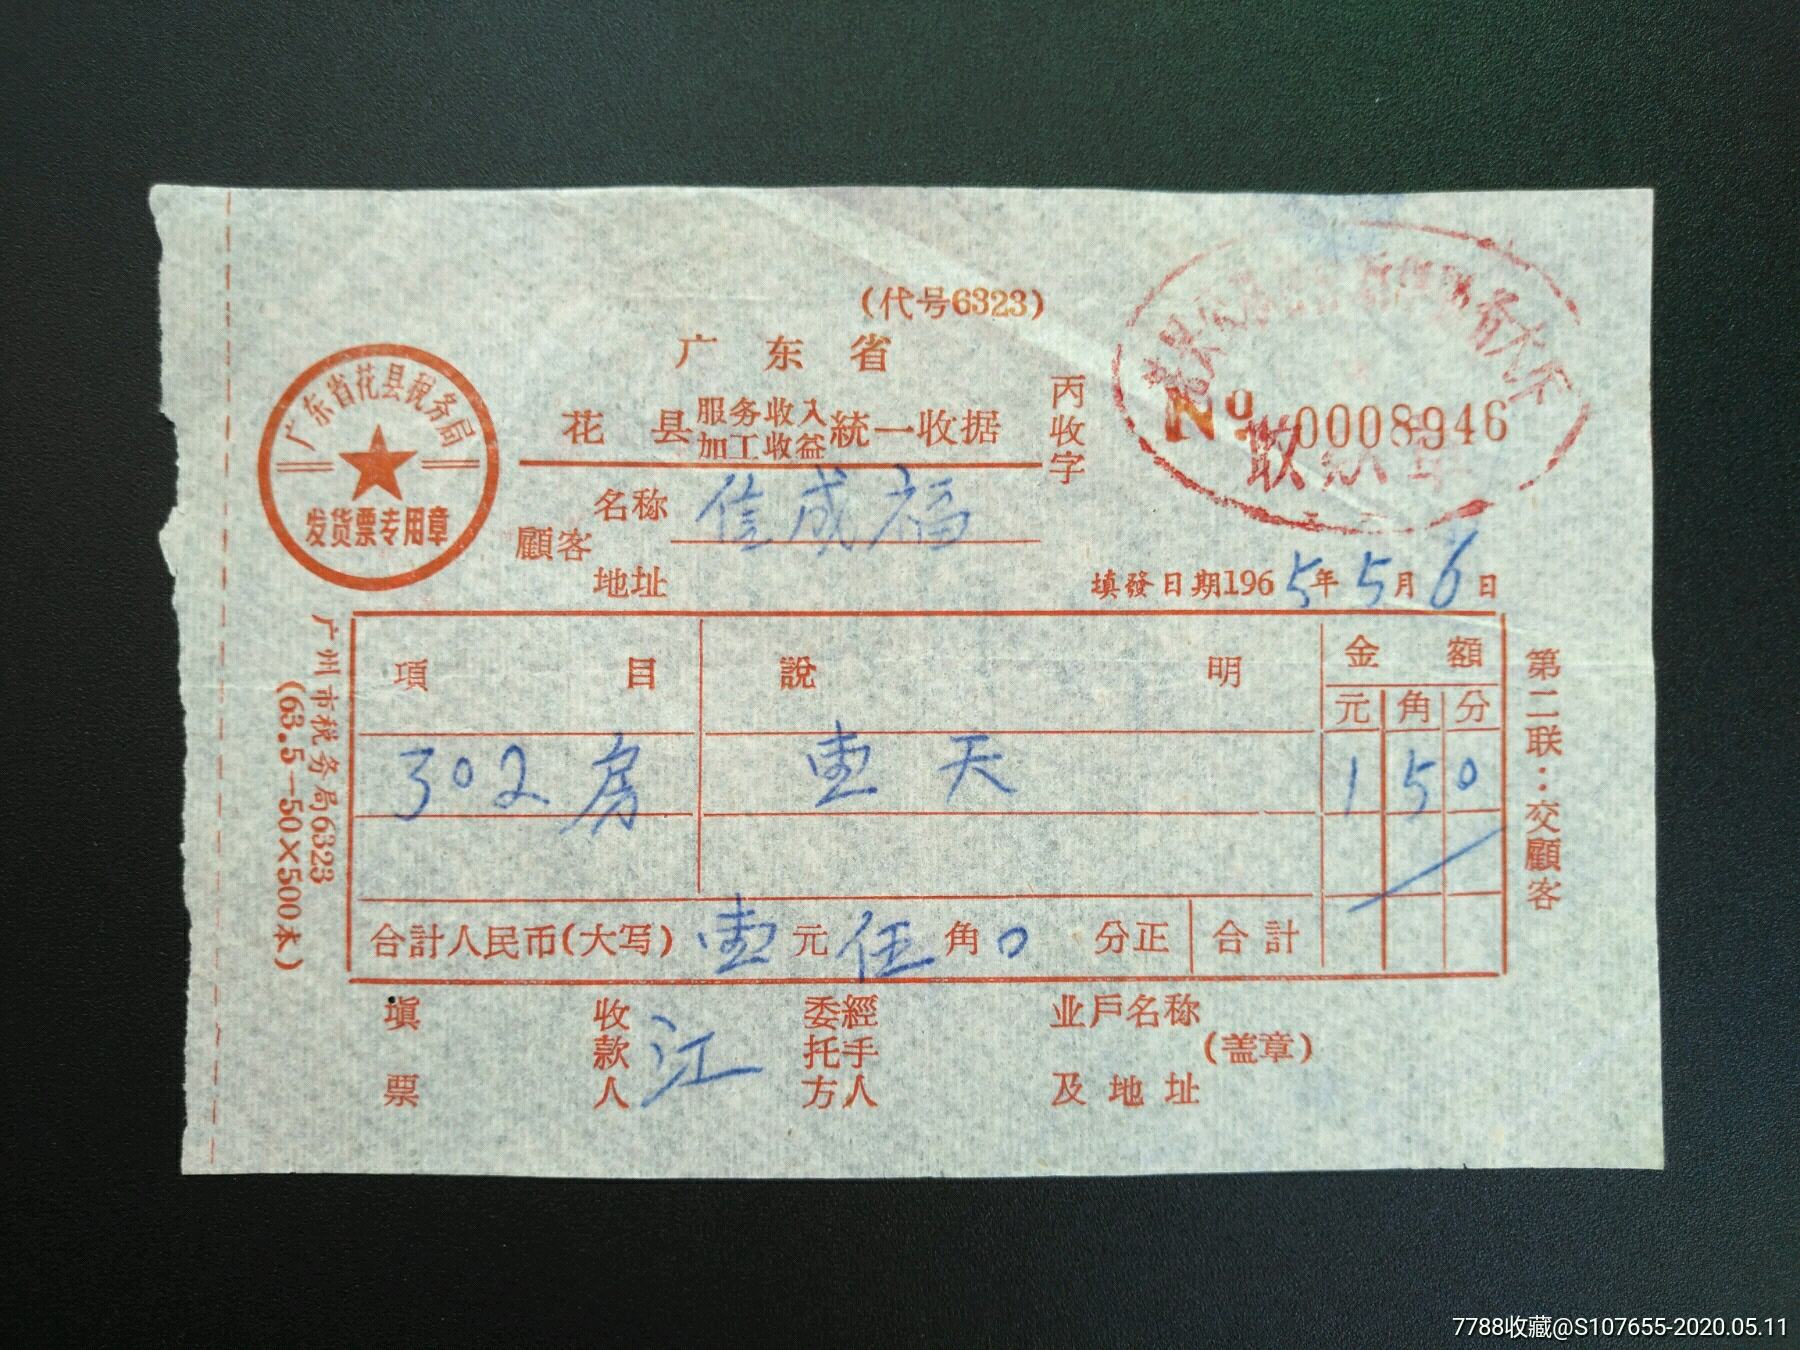 (代号6323)
广东省
花县 服务收入 加工收益 統一收据
丙收字
№ 0008946
收款章
广东省花县税务局
发货票专用章
顧客 名称 信成福
地址
填發日期1965年5月6日
項目 說明 金額
元 角 分
302房 壹天 1 5 0
合計人民币(大写) 壹元伍角0分正 合計
填票 收款人 江 委托方 經手人 业戶名称及地址 (盖章)
第二联：交顧客
广州市税务局6323
(63.5—50×500本)
7788收藏@S107655-2020.05.11